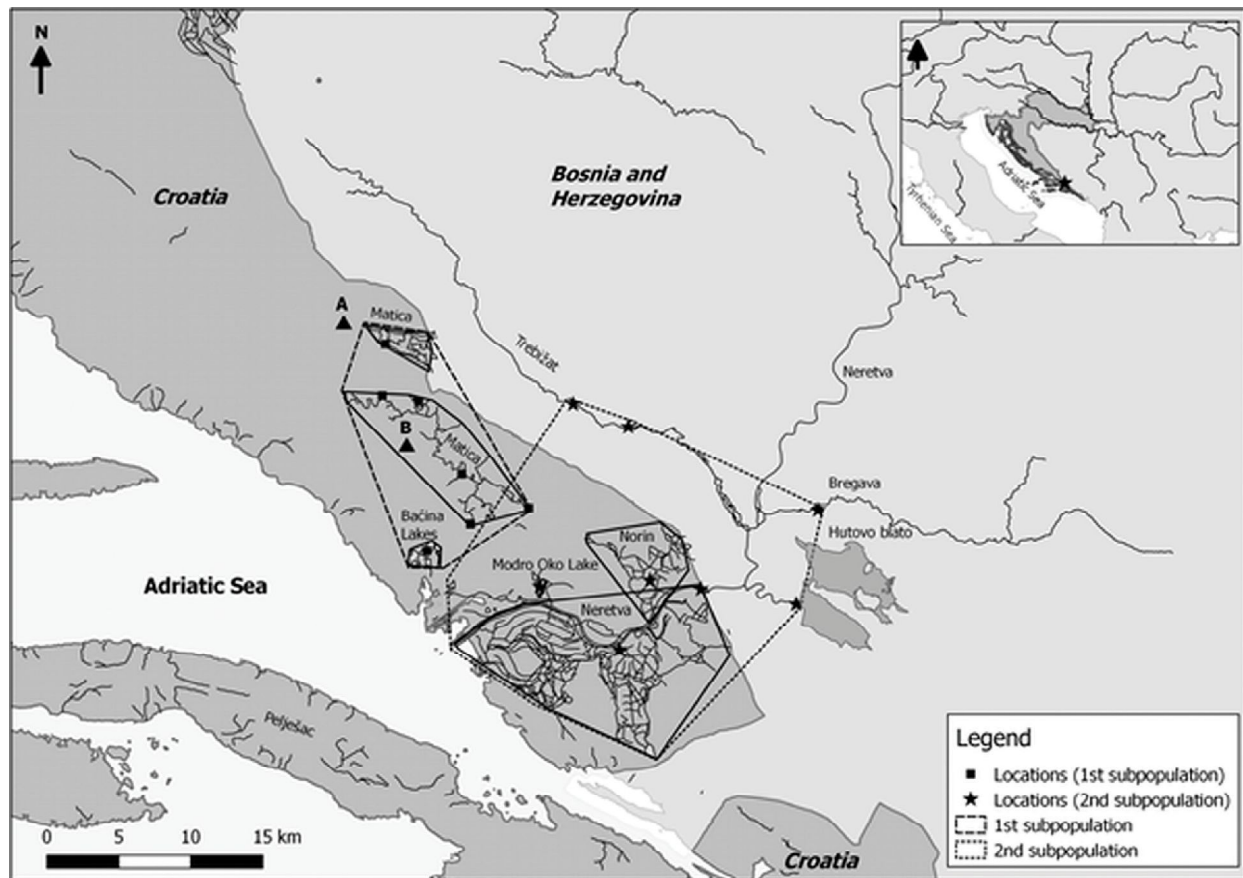 N
Croatia
Bosnia and
Herzegovina
Adriatic Sea
Tyrrhenian Sea
A
Matica
Trebižat
Neretva
B
Matica
Bregava
Baćina
Lakes
Norin
Hutovo blato
Modro Oko Lake
Adriatic Sea
Neretva
Pelješac
Legend
Locations (1st subpopulation)
Locations (2nd subpopulation)
1st subpopulation
2nd subpopulation
0 5 10 15 km
Croatia